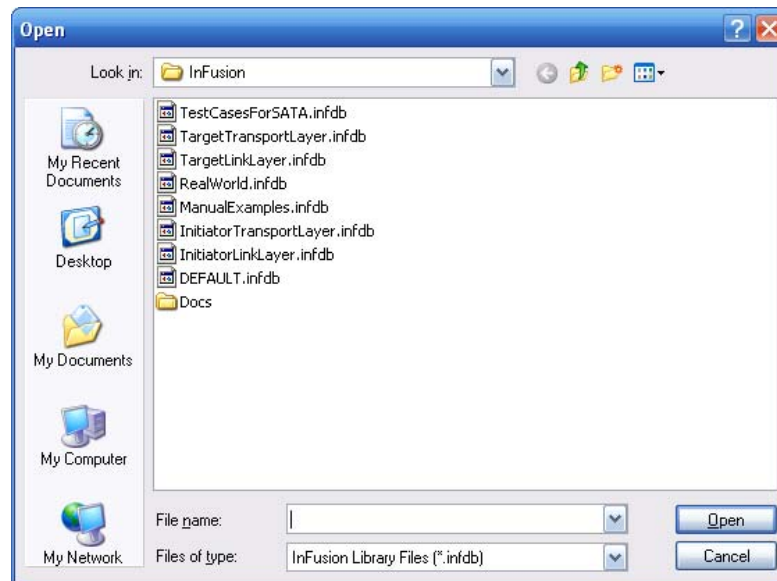 Open
Look in:
InFusion
My Recent
Documents
Desktop
My Documents
My Computer
My Network
TestCasesForSATA.infdb
TargetTransportLayer.infdb
TargetLinkLayer.infdb
RealWorld.infdb
ManualExamples.infdb
InitiatorTransportLayer.infdb
InitiatorLinkLayer.infdb
DEFAULT.infdb
Docs
File name:
Open
Files of type:
InFusion Library Files (*.infdb)
Cancel